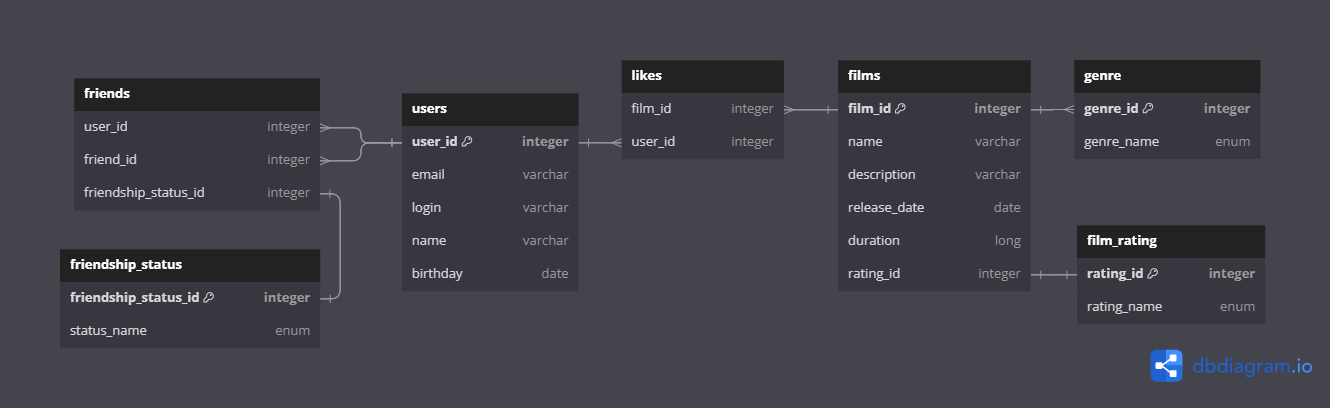 friends
user_id integer
friend_id integer
friendship_status_id integer
friendship_status
friendship_status_id integer
status_name enum
users
user_id integer
email varchar
login varchar
name varchar
birthday date
likes
film_id integer
user_id integer
films
film_id integer
name varchar
description varchar
release_date date
duration long
rating_id integer
genre
genre_id integer
genre_name enum
film_rating
rating_id integer
rating_name enum
dbdiagram.io